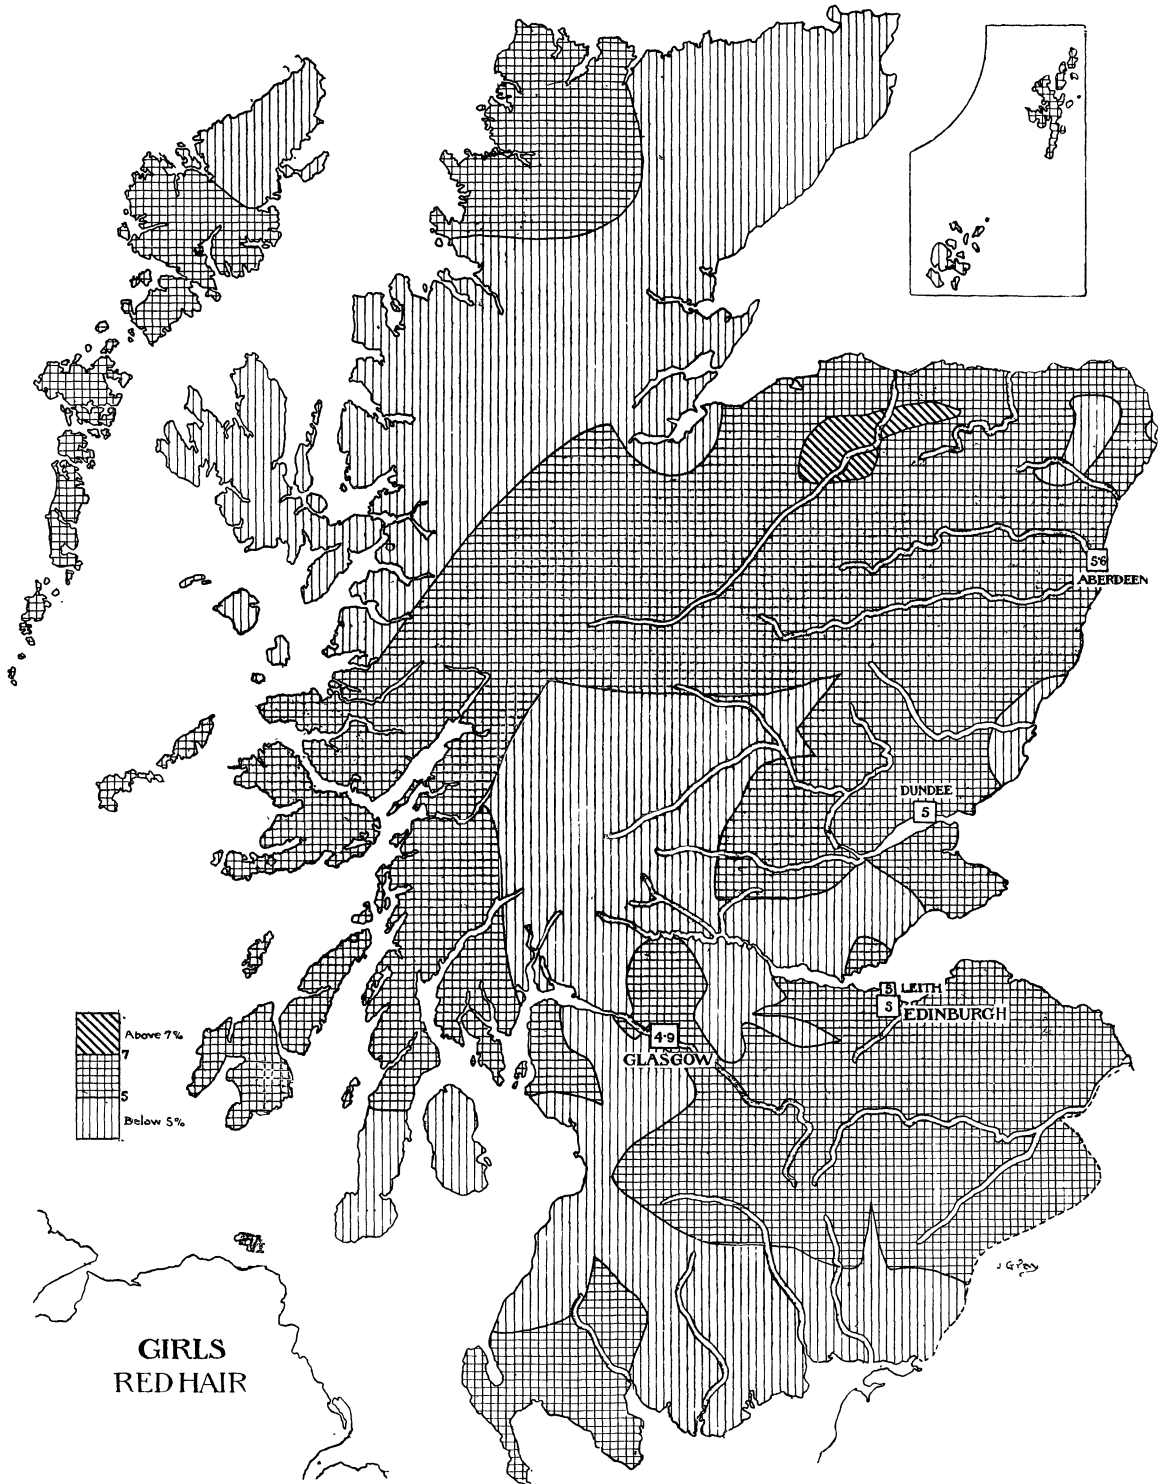 5·6
ABERDEEN
DUNDEE
5
5 LEITH
5 EDINBURGH
4·9
GLASGOW
Above 7%
7
5
Below 5%
J Gray
GIRLS
RED HAIR